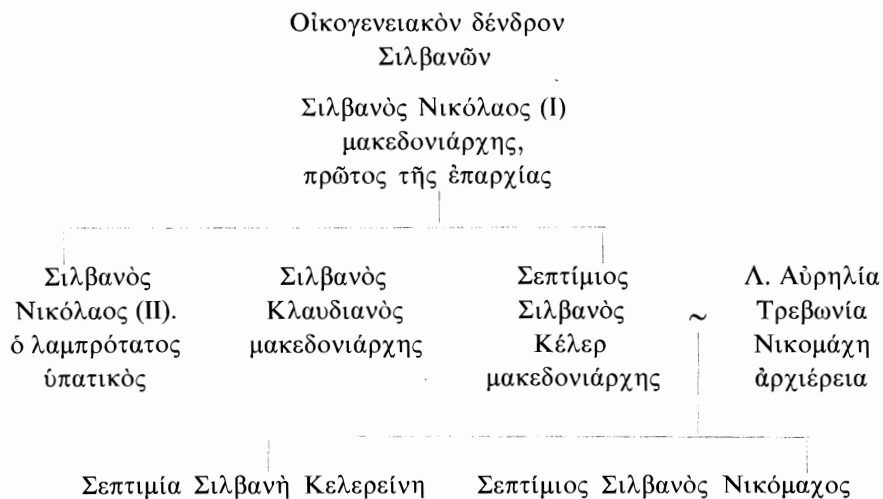 Οἰκογενειακὸν δένδρον
Σιλβανῶν
Σιλβανὸς Νικόλαος (I)
μακεδονιάρχης,
πρῶτος τῆς ἐπαρχίας
Σιλβανὸς
Νικόλαος (II).
ὁ λαμπρότατος
ὑπατικὸς
Σιλβανὸς
Κλαυδιανὸς
μακεδονιάρχης
Σεπτίμιος
Σιλβανὸς
Κέλερ
μακεδονιάρχης
~
Λ. Αὐρηλία
Τρεβωνία
Νικομάχη
ἀρχιέρεια
Σεπτιμία Σιλβανὴ Κελερείνη
Σεπτίμιος Σιλβανὸς Νικόμαχος